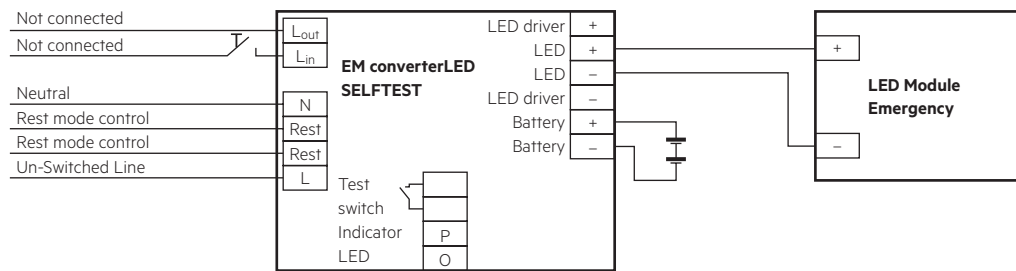 Not connected
Not connected
Neutral
Rest mode control
Rest mode control
Un-Switched Line
Lout
Lin
N
Rest
Rest
L
EM converterLED
SELFTEST
Test
switch
Indicator P
LED O
LED driver +
LED +
LED –
LED driver –
Battery +
Battery –
+
–
LED Module
Emergency